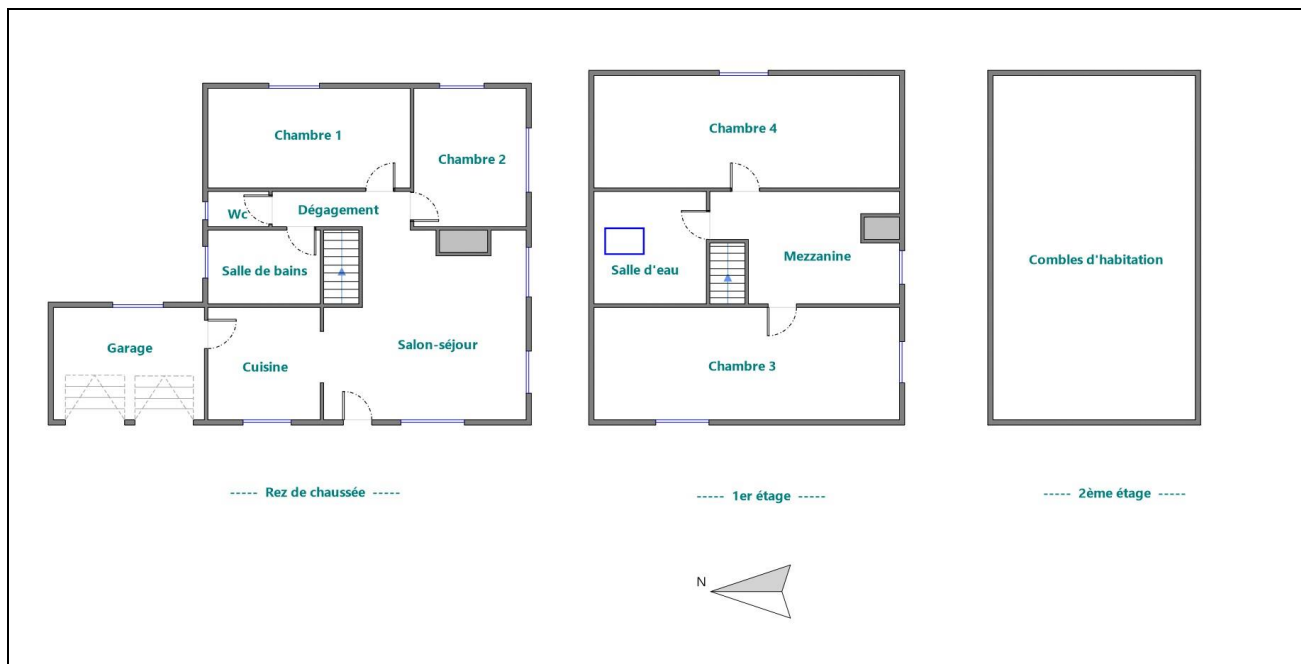 Chambre 1
Chambre 2
Wc
Dégagement
Salle de bains
Garage
Cuisine
Salon-séjour
----- Rez de chaussée -----
Chambre 4
Salle d'eau
Mezzanine
Chambre 3
----- 1er étage -----
Combles d'habitation
----- 2ème étage -----
N